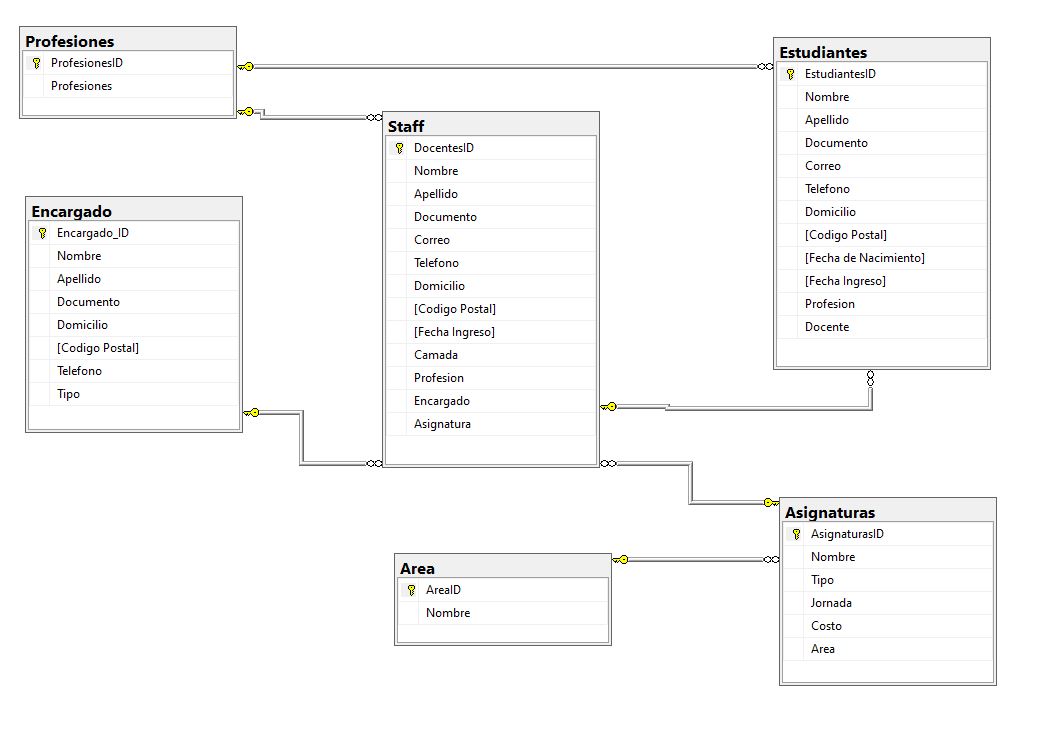 Profesiones
ProfesionesID
Profesiones
Estudiantes
EstudiantesID
Nombre
Apellido
Documento
Correo
Telefono
Domicilio
[Codigo Postal]
[Fecha de Nacimiento]
[Fecha Ingreso]
Profesion
Docente
Staff
DocentesID
Nombre
Apellido
Documento
Correo
Telefono
Domicilio
[Codigo Postal]
[Fecha Ingreso]
Camada
Profesion
Encargado
Asignatura
Encargado
Encargado_ID
Nombre
Apellido
Documento
Domicilio
[Codigo Postal]
Telefono
Tipo
Asignaturas
AsignaturasID
Nombre
Tipo
Jornada
Costo
Area
Area
AreaID
Nombre